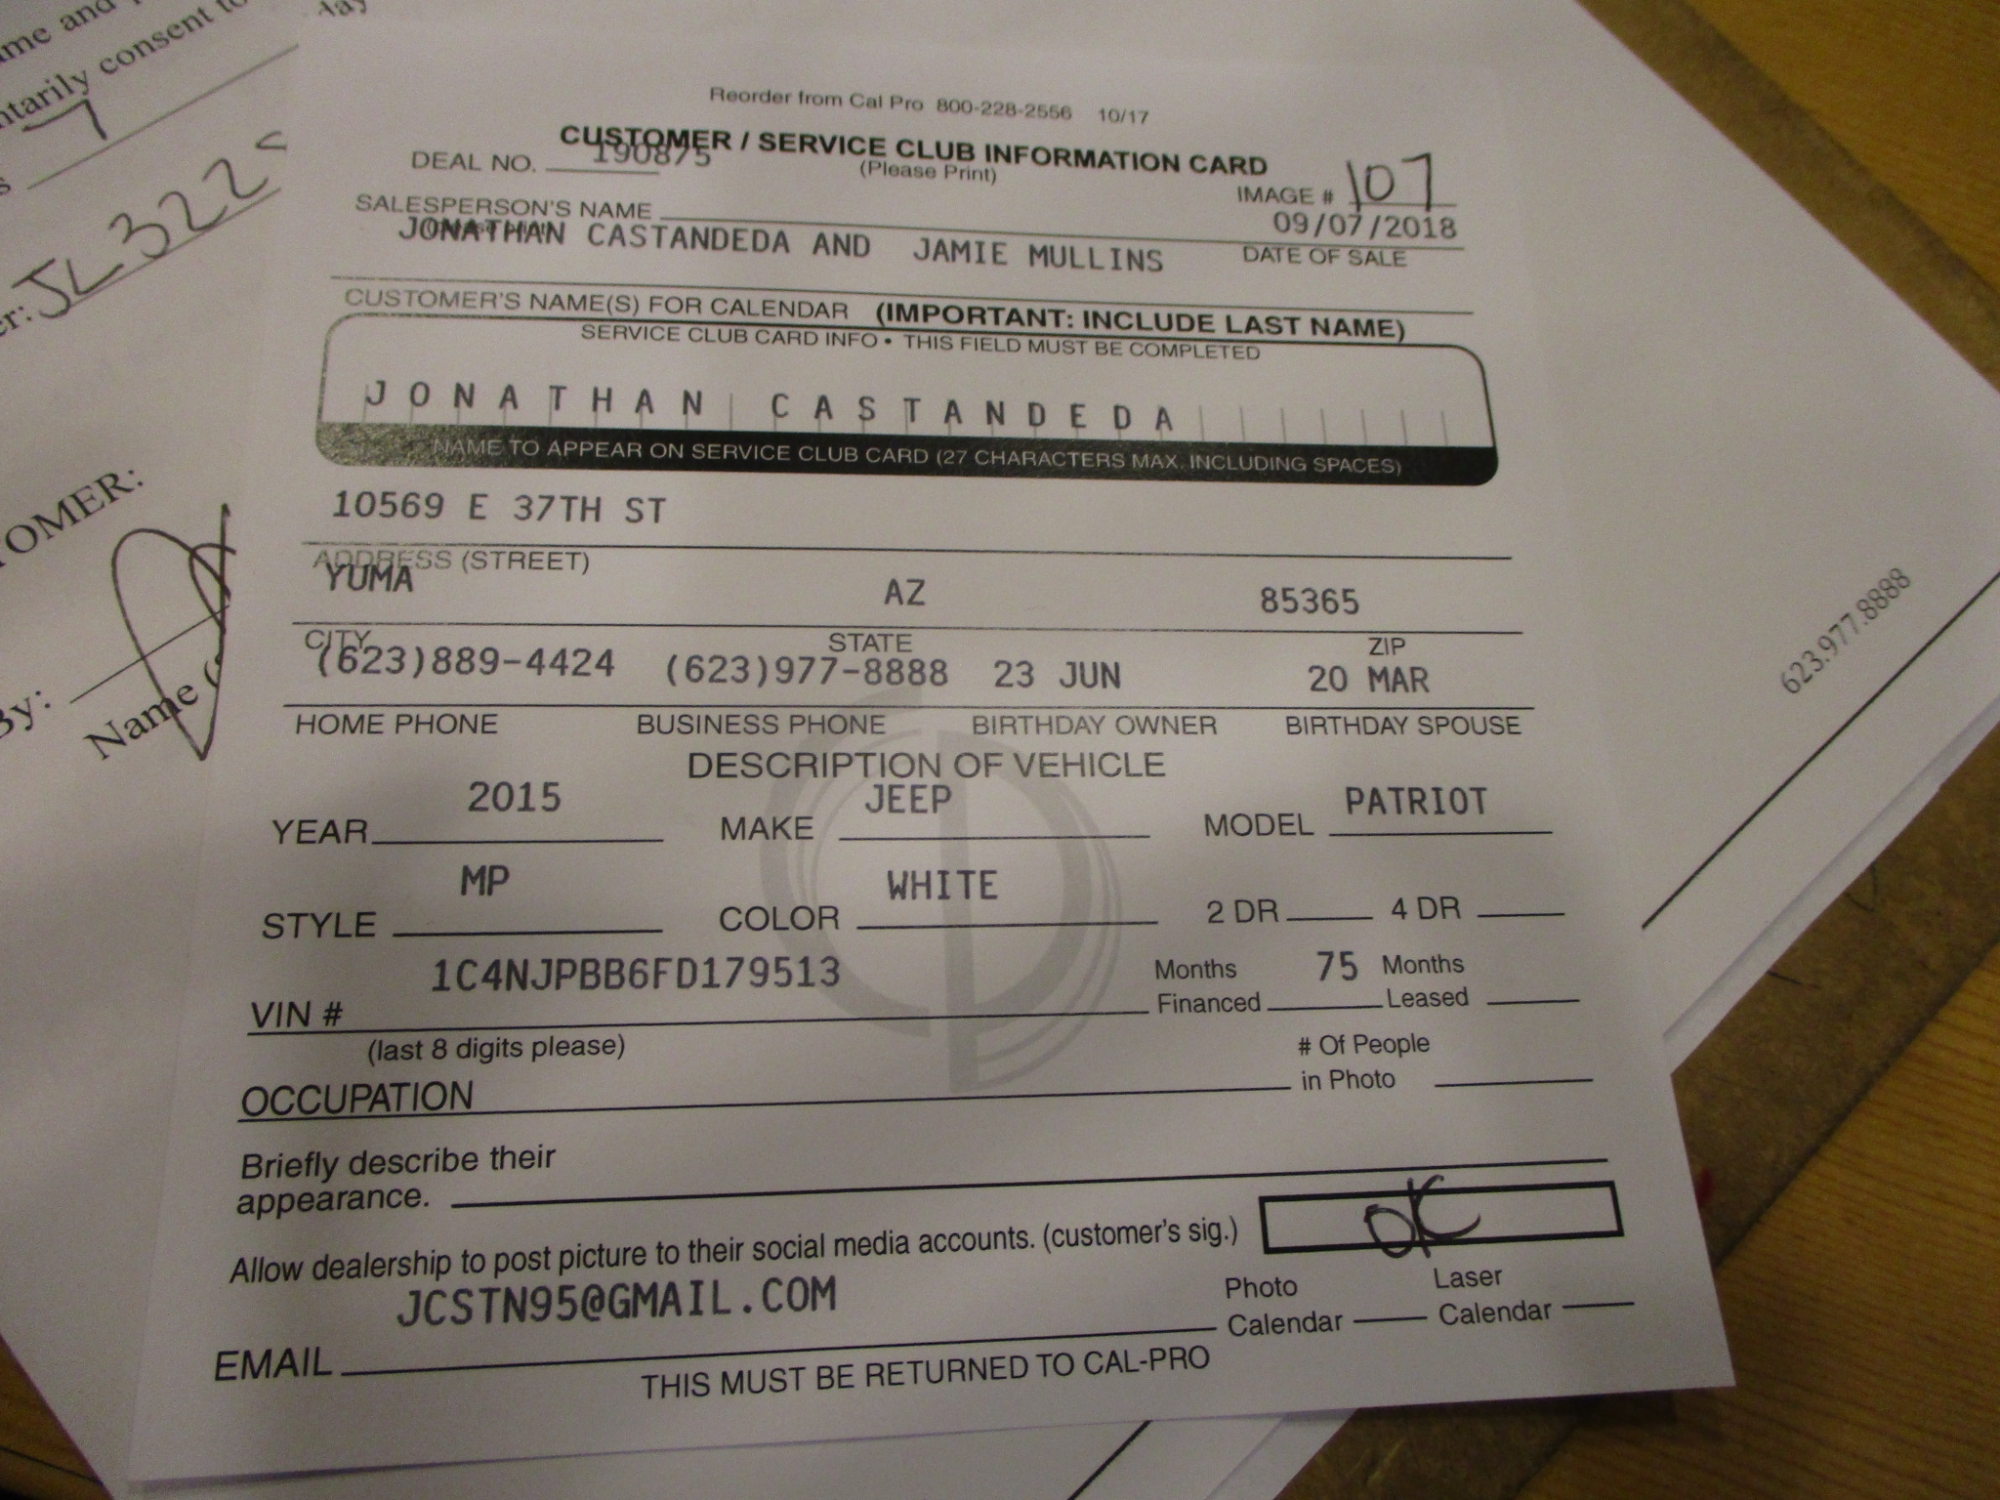 me and
ntarily consent to
7
JL322
OMER:
By:
Name (
Reorder from Cal Pro 800-228-2556 10/17
CUSTOMER / SERVICE CLUB INFORMATION CARD
(Please Print)
DEAL NO. 190875
IMAGE # 107
SALESPERSON'S NAME
09/07/2018
DATE OF SALE
JONATHAN CASTANDEDA AND JAMIE MULLINS
CUSTOMER'S NAME(S) FOR CALENDAR (IMPORTANT: INCLUDE LAST NAME)
SERVICE CLUB CARD INFO • THIS FIELD MUST BE COMPLETED
JONATHAN CASTANDEDA
NAME TO APPEAR ON SERVICE CLUB CARD (27 CHARACTERS MAX. INCLUDING SPACES)
10569 E 37TH ST
ADDRESS (STREET)
YUMA AZ 85365
CITY STATE ZIP
(623)889-4424 (623)977-8888 23 JUN 20 MAR
HOME PHONE BUSINESS PHONE BIRTHDAY OWNER BIRTHDAY SPOUSE
DESCRIPTION OF VEHICLE
YEAR 2015 MAKE JEEP MODEL PATRIOT
STYLE MP COLOR WHITE 2 DR 4 DR
VIN # 1C4NJPBB6FD179513 Months Financed 75 Months Leased
(last 8 digits please)
OCCUPATION # Of People in Photo
Briefly describe their
appearance.
Allow dealership to post picture to their social media accounts. (customer's sig.) OK
EMAIL JCSTN95@GMAIL.COM Photo Calendar Laser Calendar
THIS MUST BE RETURNED TO CAL-PRO
623.977.8888